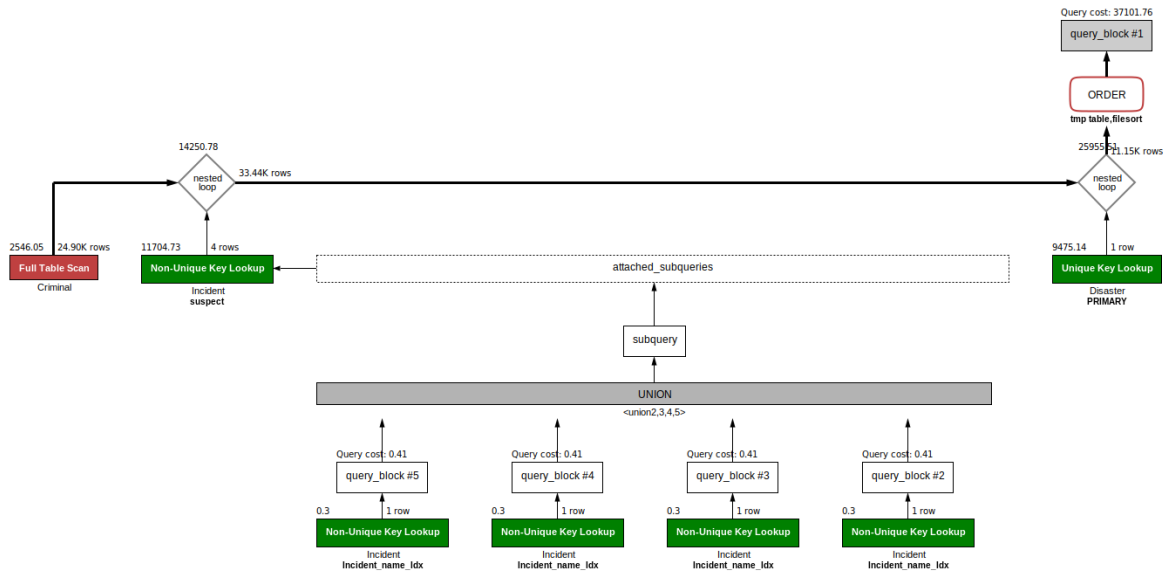 Query cost: 37101.76
query_block #1
ORDER
tmp table,filesort
14250.78
25955.51
11.15K rows
nested
loop
33.44K rows
nested
loop
2546.05
24.90K rows
11704.73
4 rows
9475.14
1 row
Full Table Scan
Non-Unique Key Lookup
attached_subqueries
Unique Key Lookup
Criminal
Incident
suspect
Disaster
PRIMARY
subquery
UNION
<union2,3,4,5>
Query cost: 0.41
Query cost: 0.41
Query cost: 0.41
Query cost: 0.41
query_block #5
query_block #4
query_block #3
query_block #2
0.3
1 row
0.3
1 row
0.3
1 row
0.3
1 row
Non-Unique Key Lookup
Non-Unique Key Lookup
Non-Unique Key Lookup
Non-Unique Key Lookup
Incident
Incident
Incident
Incident
Incident_name_Idx
Incident_name_Idx
Incident_name_Idx
Incident_name_Idx